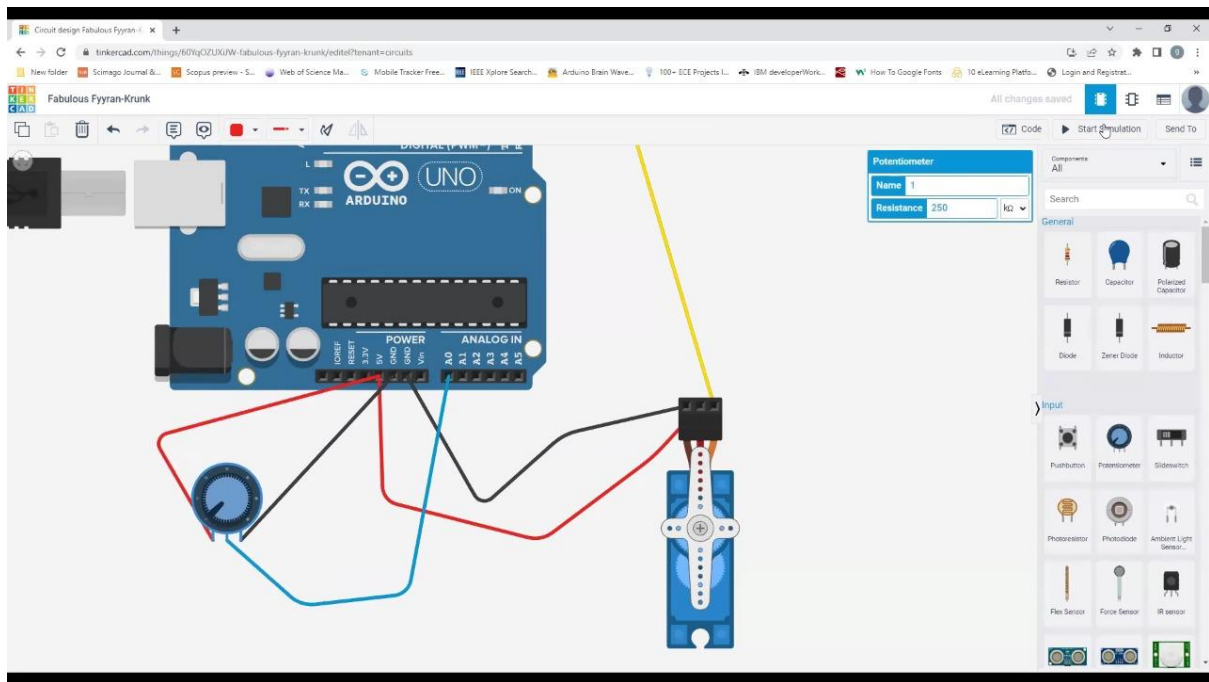 Circuit design Fabulous Fyyran-K
tinkercad.com/things/60YqOZUXiJW-fabulous-fyyran-krunk/editel?tenant=circuits
New folder Scimago Journal &... Scopus preview - S... Web of Science Ma... Mobile Tracker Free... IEEE Xplore Search... Arduino Brain Wave... 100+ ECE Projects I... IBM developerWork... How To Google Fonts 10 eLearning Platfo... Login and Registrat...
TIN
KER
CAD
Fabulous Fyyran-Krunk
All changes saved
Code Start Simulation Send To
DIGITAL (PWM~)
L
TX
RX
UNO
ARDUINO
ON
POWER ANALOG IN
IOREF RESET 3.3V 5V GND GND Vin A0 A1 A2 A3 A4 A5
Potentiometer
Name 1
Resistance 250 kΩ
Components
All
Search
General
Resistor Capacitor Polarized Capacitor
Diode Zener Diode Inductor
Input
Pushbutton Potentiometer Slideswitch
Photoresistor Photodiode Ambient Light Sensor...
Flex Sensor Force Sensor IR sensor